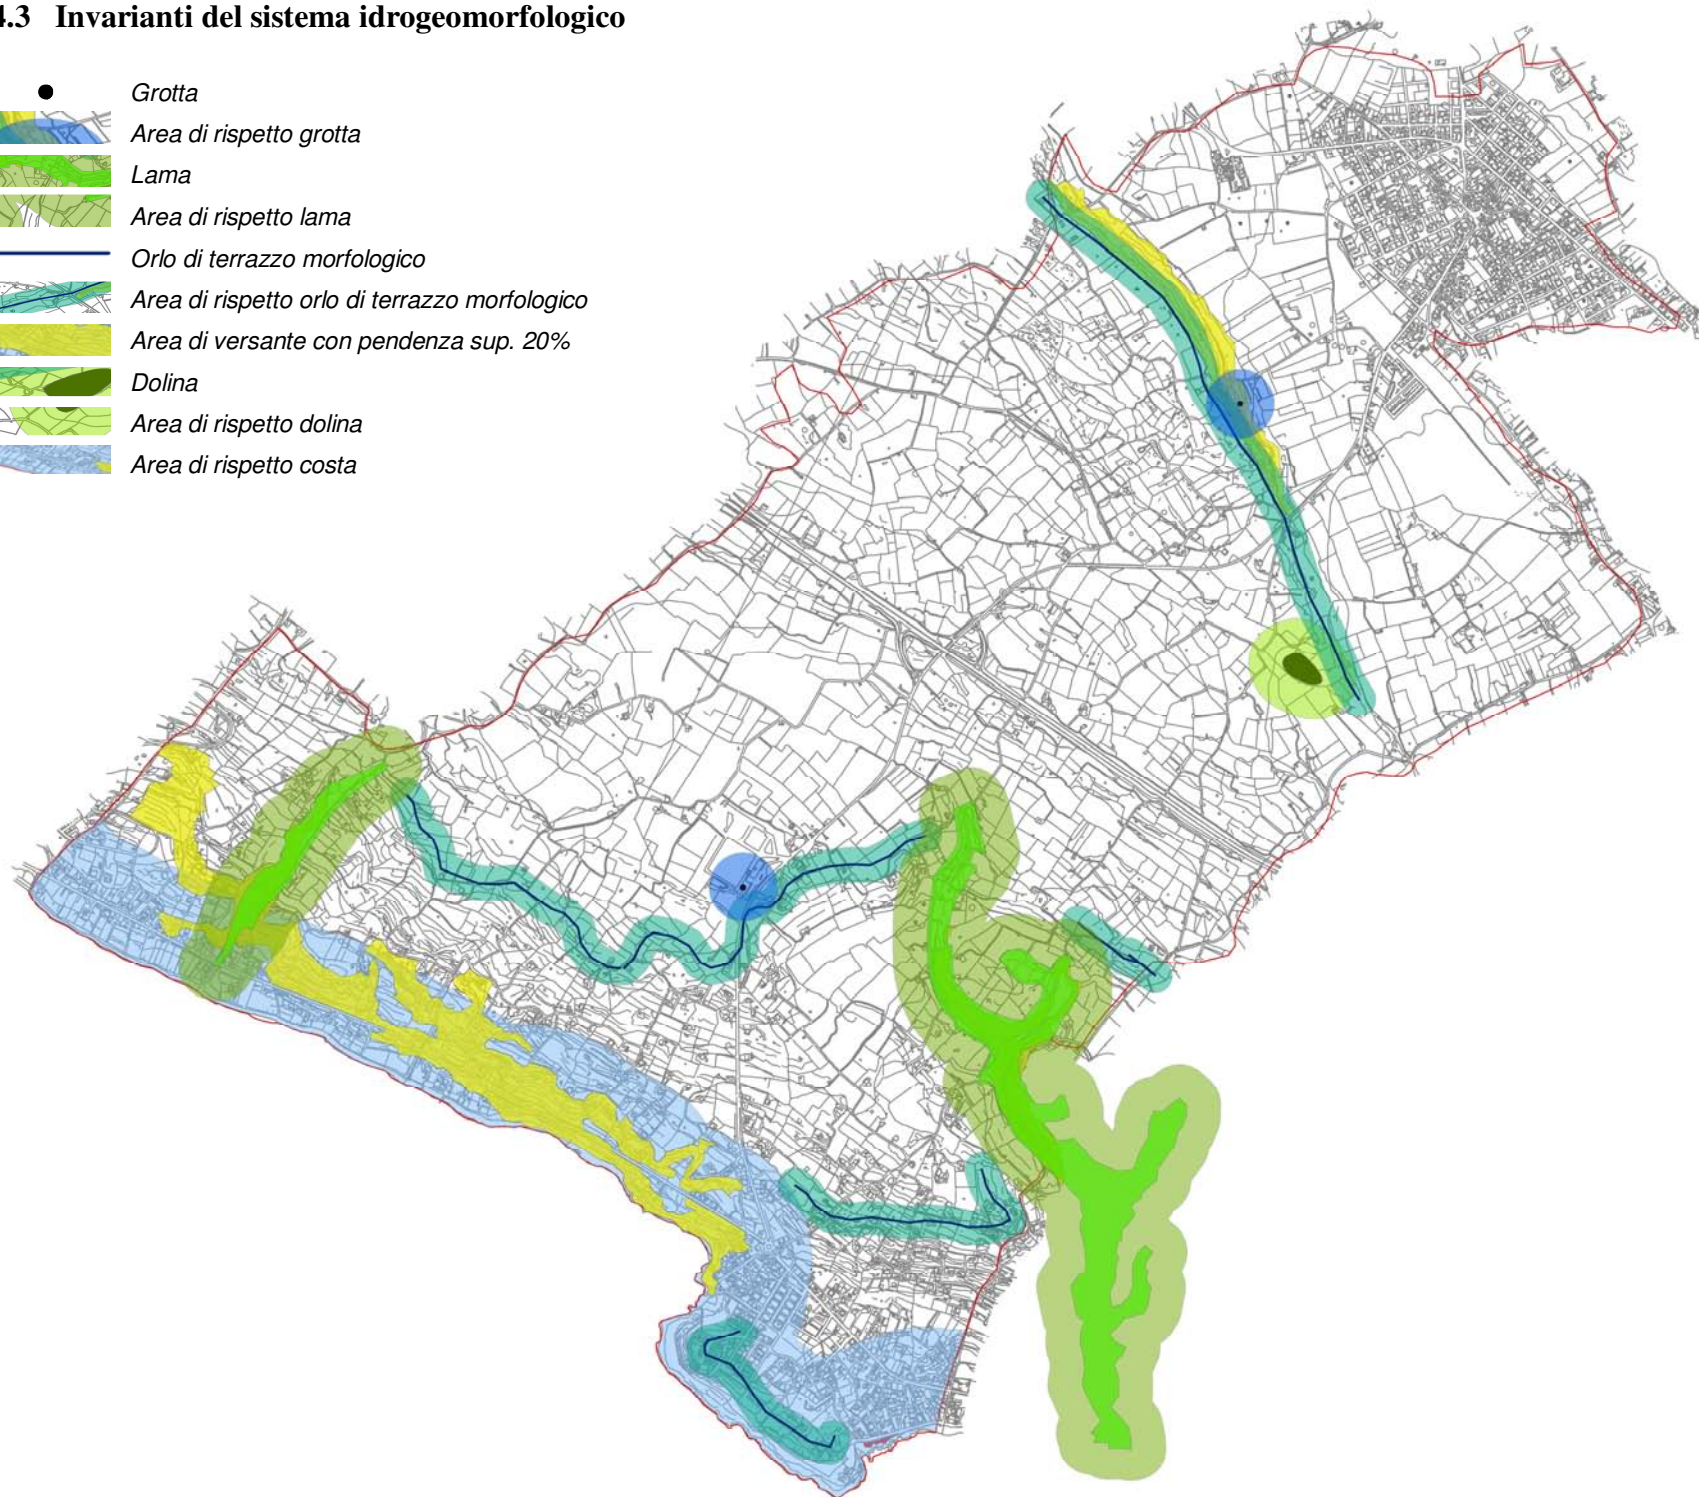 4.3 Invarianti del sistema idrogeomorfologico
Grotta
Area di rispetto grotta
Lama
Area di rispetto lama
Orlo di terrazzo morfologico
Area di rispetto orlo di terrazzo morfologico
Area di versante con pendenza sup. 20%
Dolina
Area di rispetto dolina
Area di rispetto costa